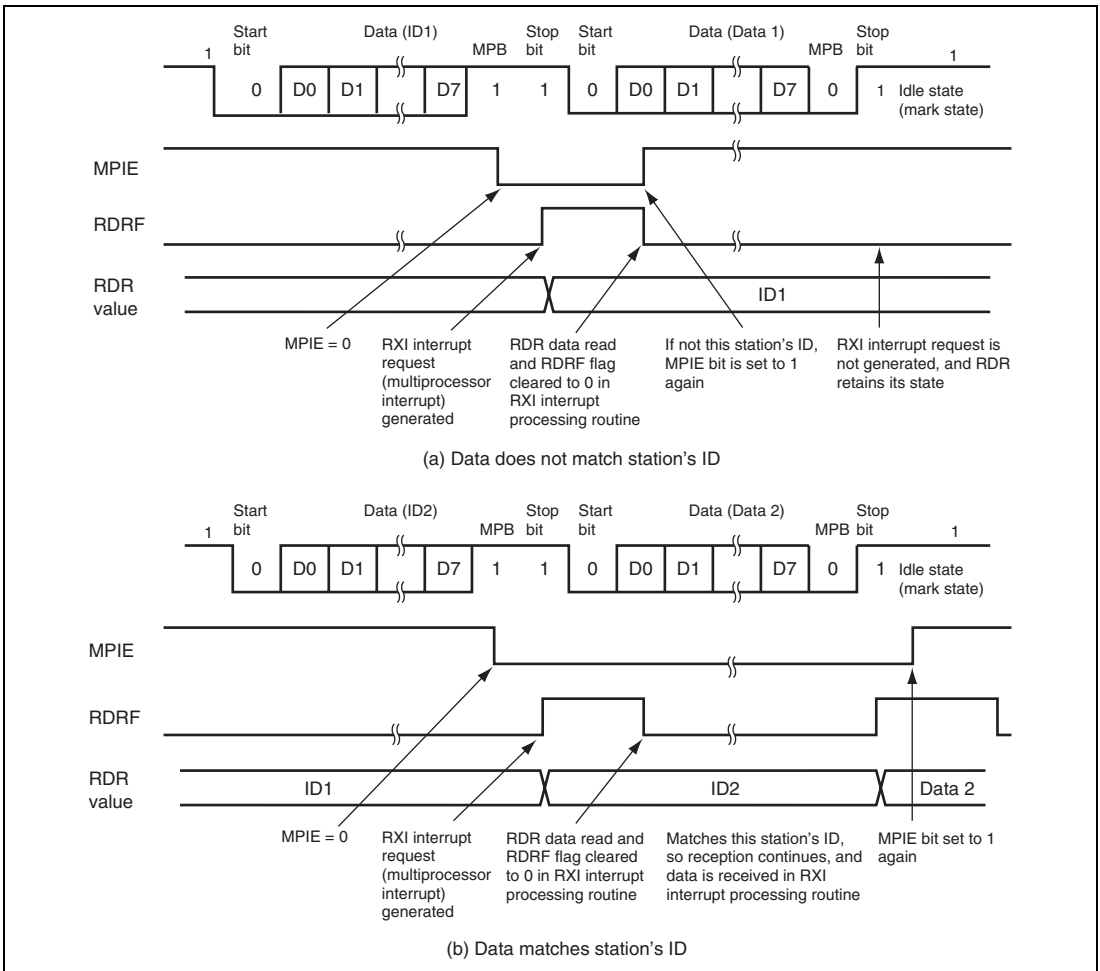 Start bit Data (ID1) MPB Stop bit Start bit Data (Data 1) MPB Stop bit
1 1
0 D0 D1 D7 1 1 0 D0 D1 D7 0 1 Idle state (mark state)
MPIE
RDRF
RDR value
ID1
MPIE = 0
RXI interrupt
request
(multiprocessor
interrupt)
generated
RDR data read
and RDRF flag
cleared to 0 in
RXI interrupt
processing routine
If not this station's ID,
MPIE bit is set to 1
again
RXI interrupt request is
not generated, and RDR
retains its state
(a) Data does not match station's ID
Start bit Data (ID2) MPB Stop bit Start bit Data (Data 2) MPB Stop bit
1 1
0 D0 D1 D7 1 1 0 D0 D1 D7 0 1 Idle state (mark state)
MPIE
RDRF
RDR value
ID1 ID2 Data 2
MPIE = 0
RXI interrupt
request
(multiprocessor
interrupt)
generated
RDR data read and
RDRF flag cleared
to 0 in RXI interrupt
processing routine
Matches this station's ID,
so reception continues, and
data is received in RXI
interrupt processing routine
MPIE bit set to 1
again
(b) Data matches station's ID